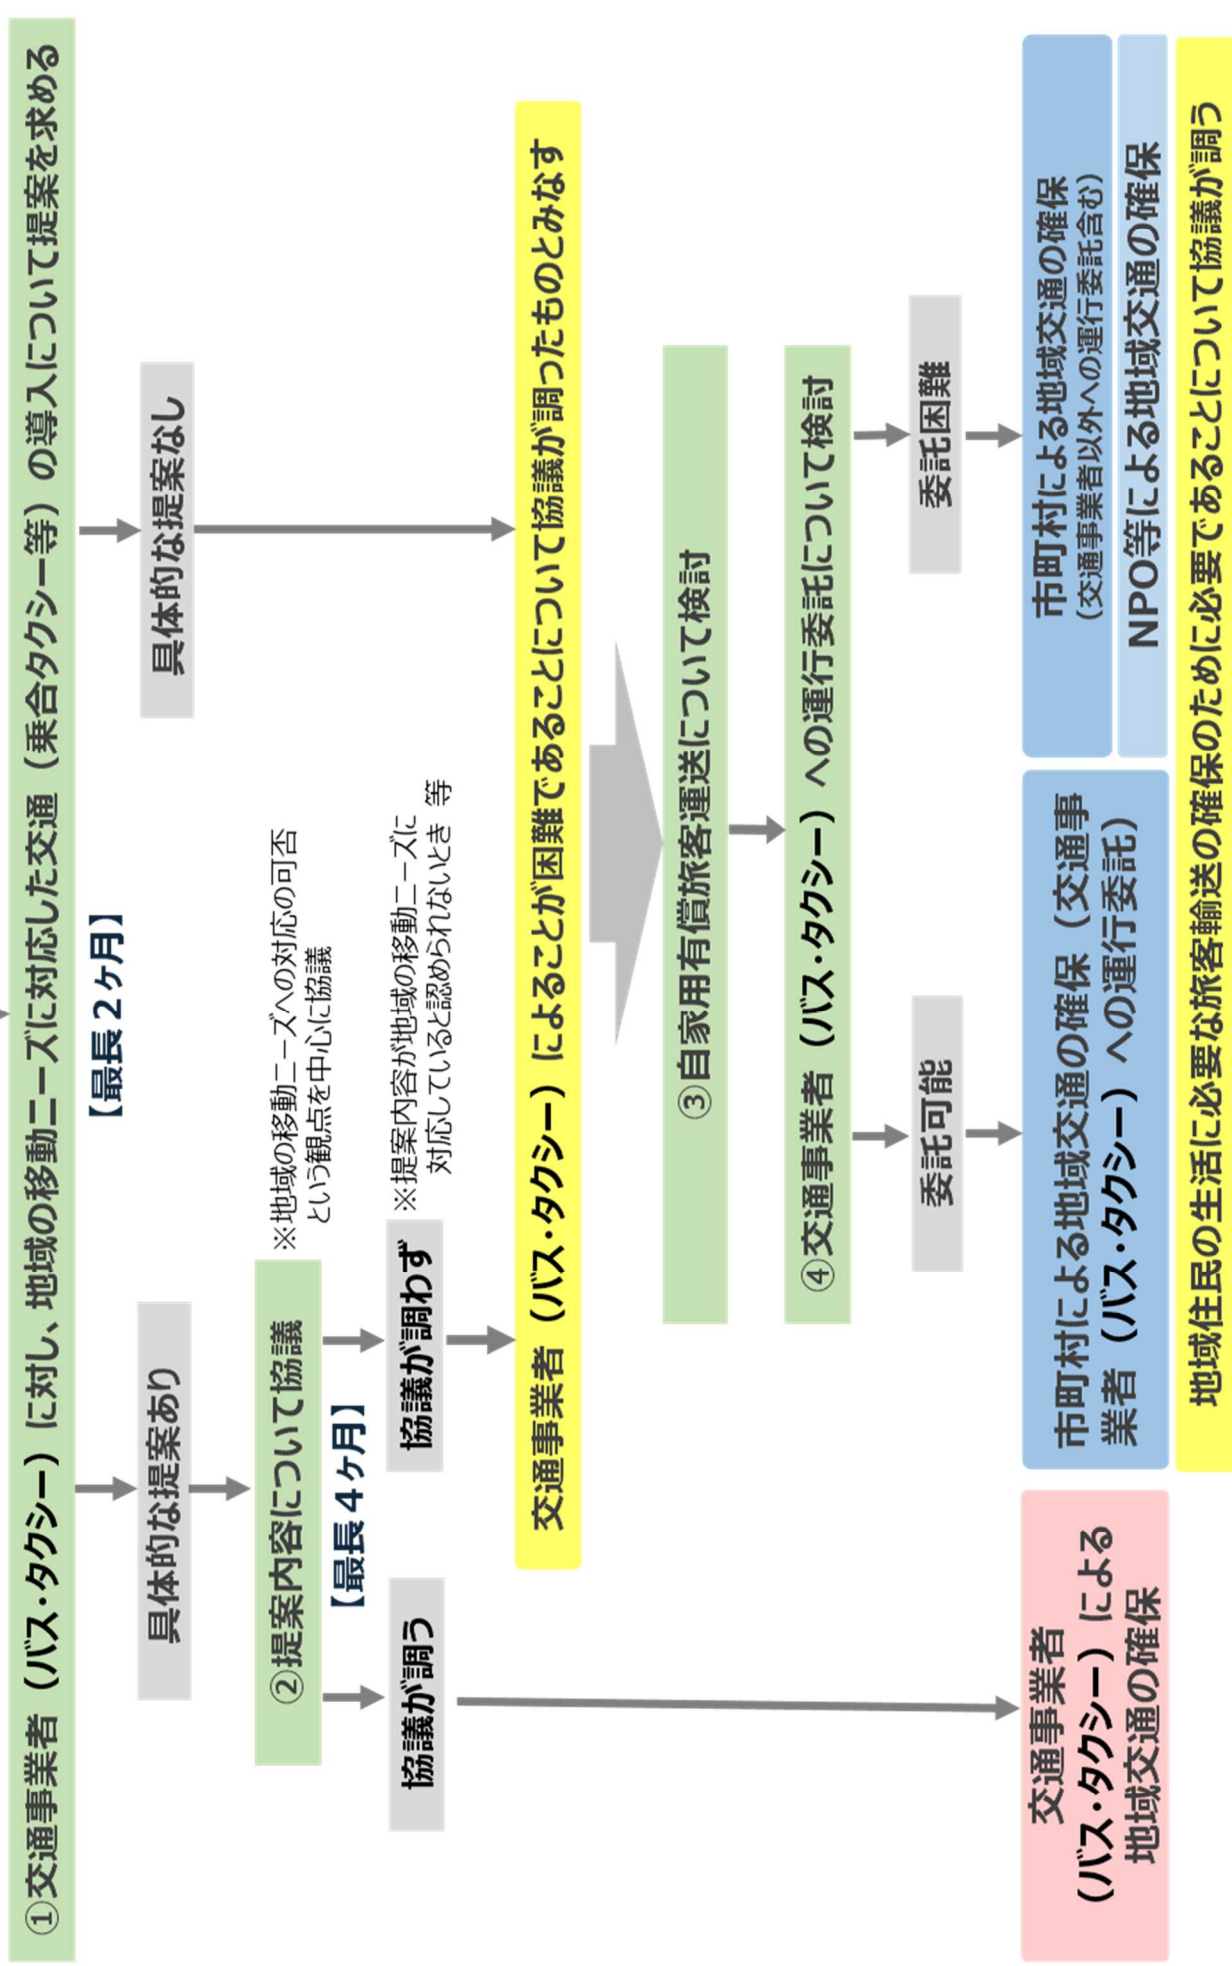 ①交通事業者（バス・タクシー）に対し、地域の移動ニーズに対応した交通（乗合タクシー等）の導入について提案を求める
【最長２ヶ月】
具体的な提案あり
具体的な提案なし
②提案内容について協議
※地域の移動ニーズへの対応の可否
という観点を中心に協議
【最長４ヶ月】
協議が調う
協議が調わず
※提案内容が地域の移動ニーズに
対応していると認められないとき 等
交通事業者（バス・タクシー）によることが困難であることについて協議が調ったものとみなす
③自家用有償旅客運送について検討
④交通事業者（バス・タクシー）への運行委託について検討
委託可能
委託困難
交通事業者
（バス・タクシー）による
地域交通の確保
市町村による地域交通の確保（交通事
業者（バス・タクシー）への運行委託）
市町村による地域交通の確保
（交通事業者以外への運行委託含む）
NPO等による地域交通の確保
地域住民の生活に必要な旅客輸送の確保のために必要であることについて協議が調う